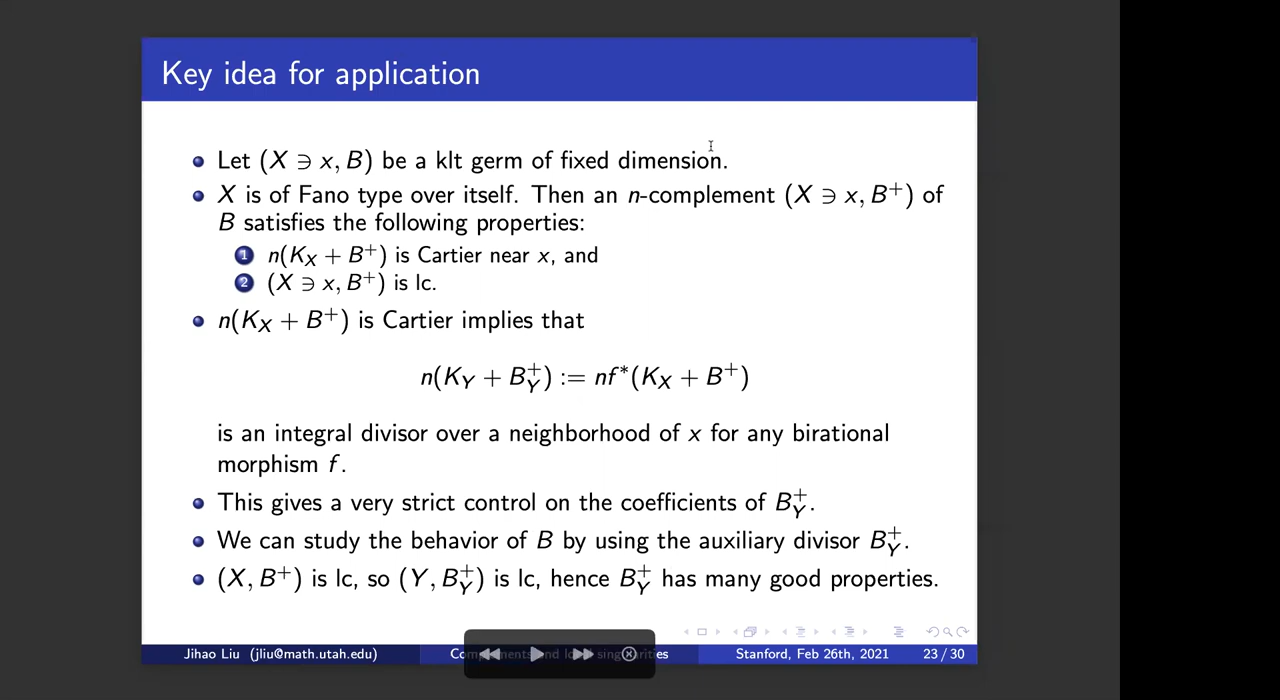 Key idea for application
Let (X ∋ x, B) be a klt germ of fixed dimension.
X is of Fano type over itself. Then an n-complement (X ∋ x, B⁺) of
B satisfies the following properties:
1 n(K_X + B⁺) is Cartier near x, and
2 (X ∋ x, B⁺) is lc.
n(K_X + B⁺) is Cartier implies that
n(K_Y + B_Y⁺) := nf*(K_X + B⁺)
is an integral divisor over a neighborhood of x for any birational
morphism f.
This gives a very strict control on the coefficients of B_Y⁺.
We can study the behavior of B by using the auxiliary divisor B_Y⁺.
(X, B⁺) is lc, so (Y, B_Y⁺) is lc, hence B_Y⁺ has many good properties.
Jihao Liu (jliu@math.utah.edu) Stanford, Feb 26th, 2021 23 / 30